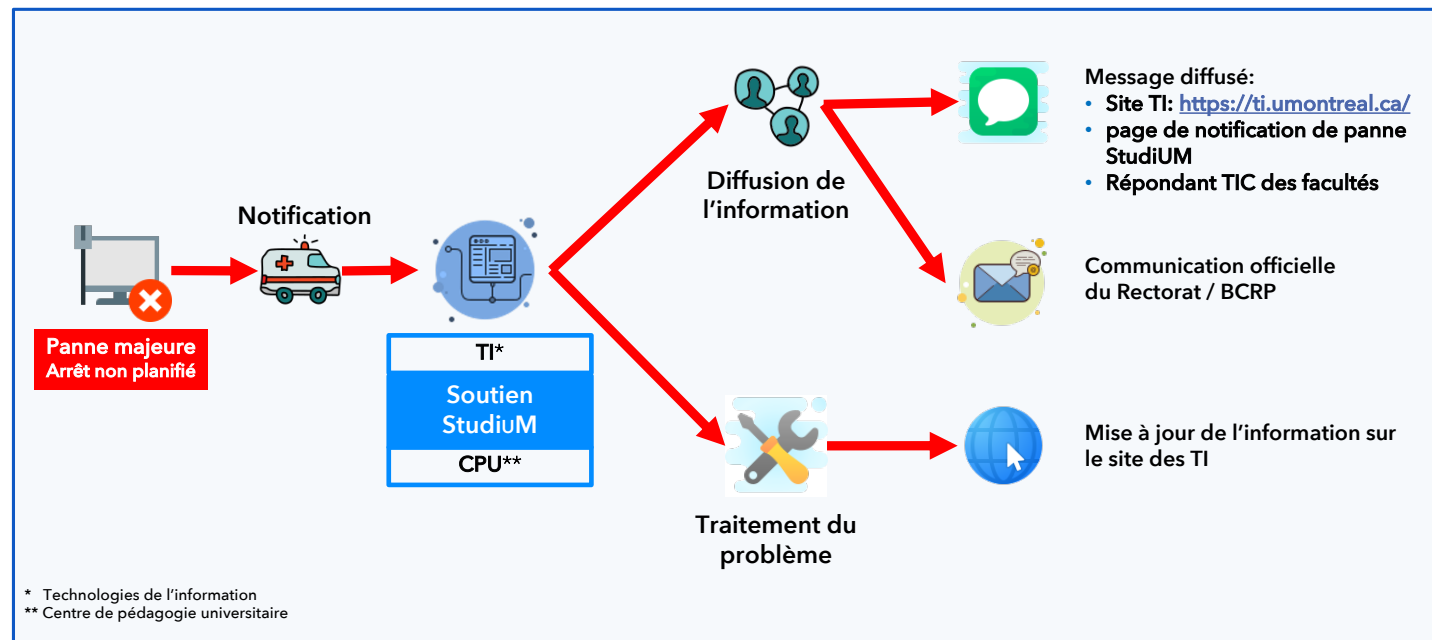 Notification
Panne majeure
Arrêt non planifié
TI*
Soutien
StudiUM
CPU**
Diffusion de
l'information
Message diffusé:
• Site TI: https://ti.umontreal.ca/
• page de notification de panne
StudiUM
• Répondant TIC des facultés
Communication officielle
du Rectorat / BCRP
Traitement du
problème
Mise à jour de l'information sur
le site des TI
* Technologies de l'information
** Centre de pédagogie universitaire